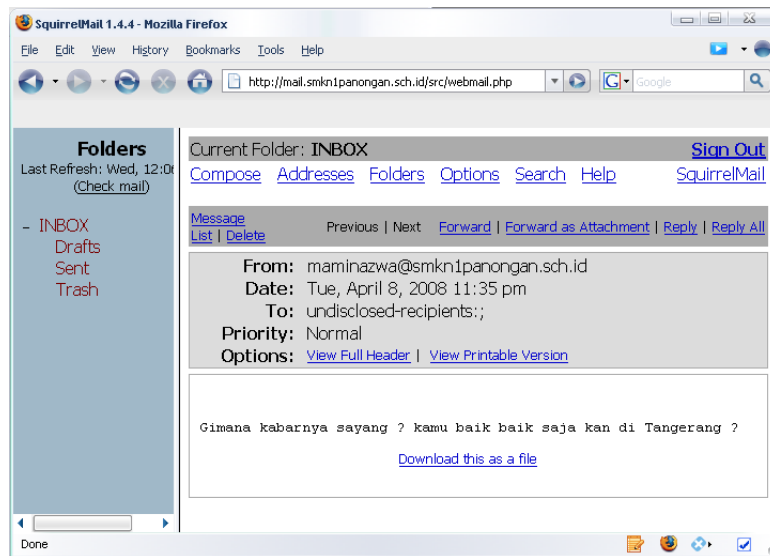 SquirrelMail 1.4.4 - Mozilla Firefox
File Edit View History Bookmarks Tools Help
http://mail.smkn1panongan.sch.id/src/webmail.php G Google
Folders
Last Refresh: Wed, 12:0
(Check mail)
– INBOX
Drafts
Sent
Trash
Current Folder: INBOX Sign Out
Compose Addresses Folders Options Search Help SquirrelMail
Message
List | Delete Previous | Next Forward | Forward as Attachment | Reply | Reply All
From: maminazwa@smkn1panongan.sch.id
Date: Tue, April 8, 2008 11:35 pm
To: undisclosed-recipients:;
Priority: Normal
Options: View Full Header | View Printable Version
Gimana kabarnya sayang ? kamu baik baik saja kan di Tangerang ?
Download this as a file
Done